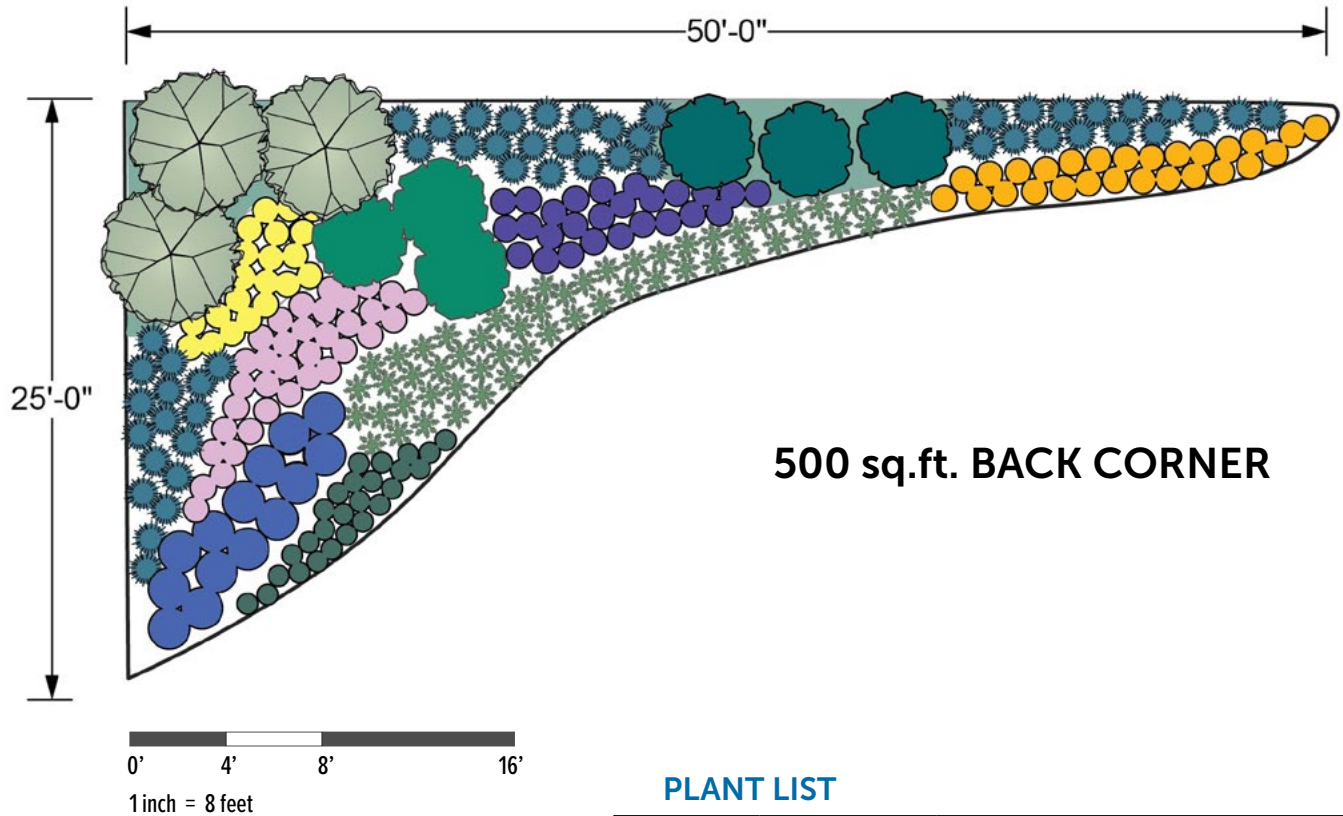 50'-0"
25'-0"
500 sq.ft. BACK CORNER
0' 4' 8' 16'
1 inch = 8 feet
PLANT LIST